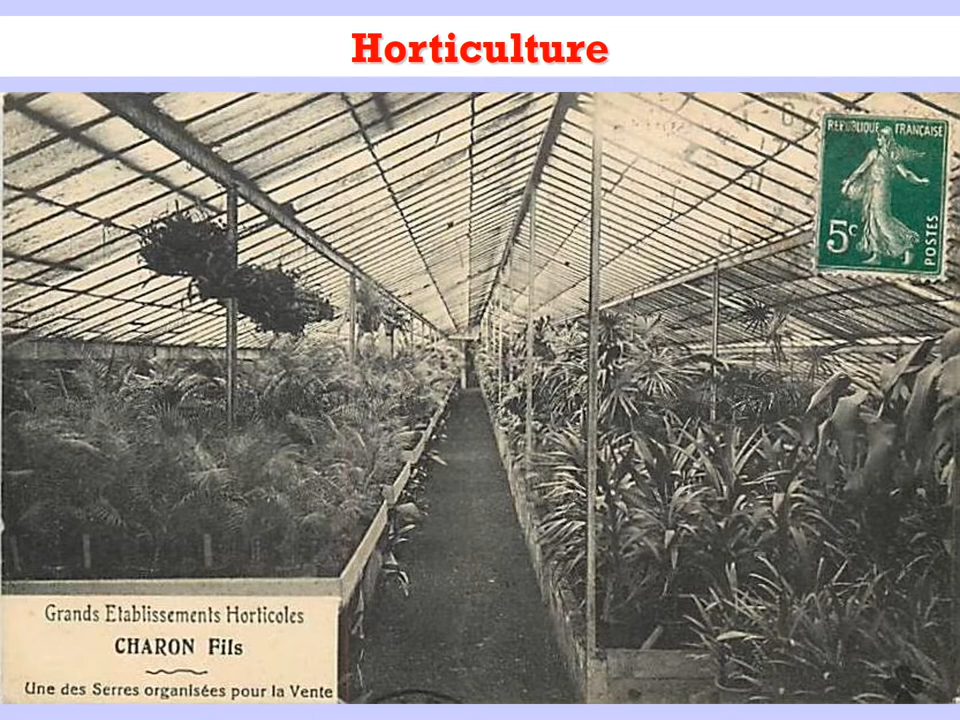 Horticulture
REPUBLIQUE FRANÇAISE
5c
POSTES
Grands Etablissements Horticoles
CHARON Fils
Une des Serres organisées pour la Vente